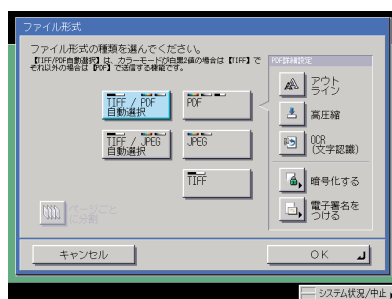 ファイル形式
ファイル形式の種類を選んでください。
【TIFF/PDF自動選択】は、カラーモードが白黒2値の場合は【TIFF】で
それ以外の場合は【PDF】で送信する機能です。
PDF詳細設定
TIFF / PDF
自動選択
PDF
アウト
ライン
高圧縮
TIFF / JPEG
自動選択
JPEG
OCR
(文字認識)
TIFF
暗号化する
ページごと
に分割
電子署名を
つける
キャンセル
OK
システム状況/中止